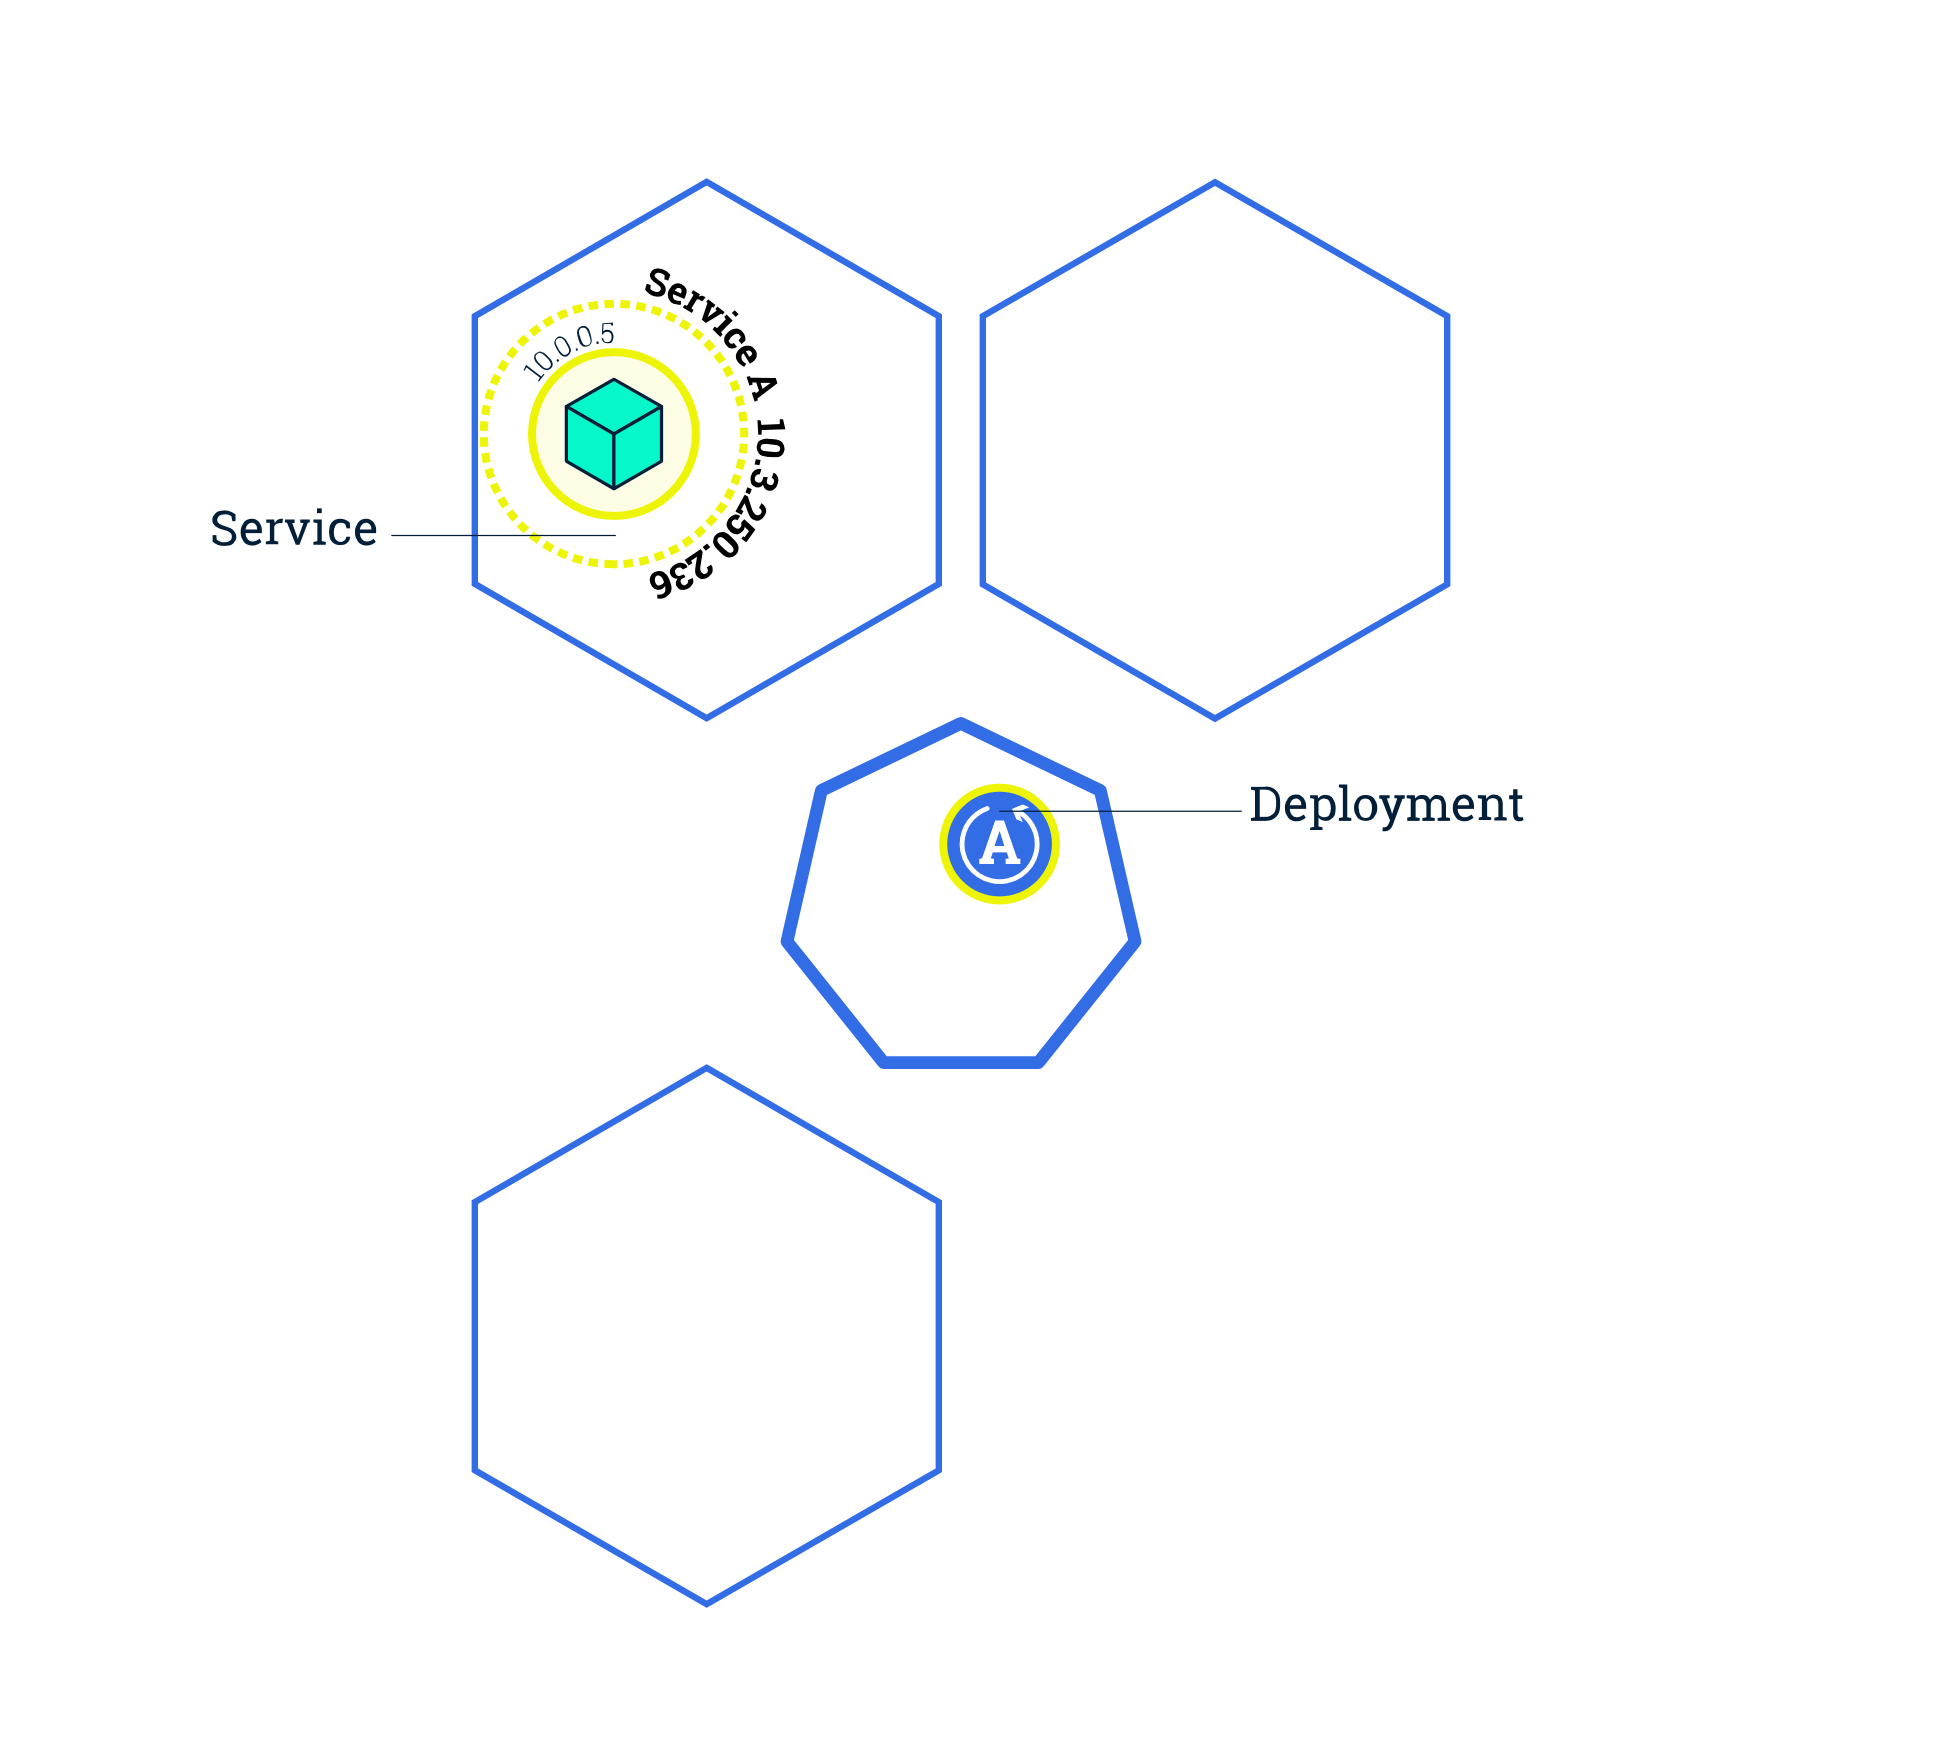 Service A 10.3.250.236
10.0.0.5
Service
Deployment
A